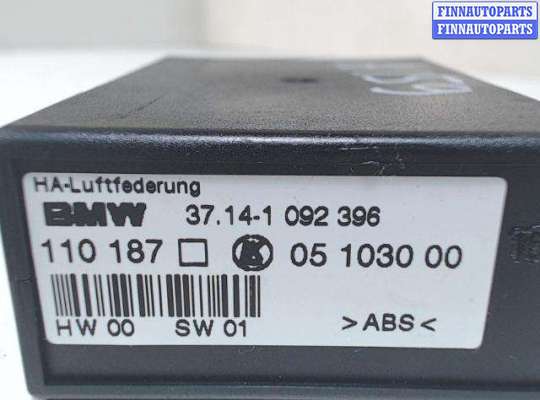 FINNAUTOPARTS
FINNAUTOPARTS
HA-Luftfederung
BMW 37.14-1 092 396
110 187 05 1030 00
HW 00 SW 01 >ABS<